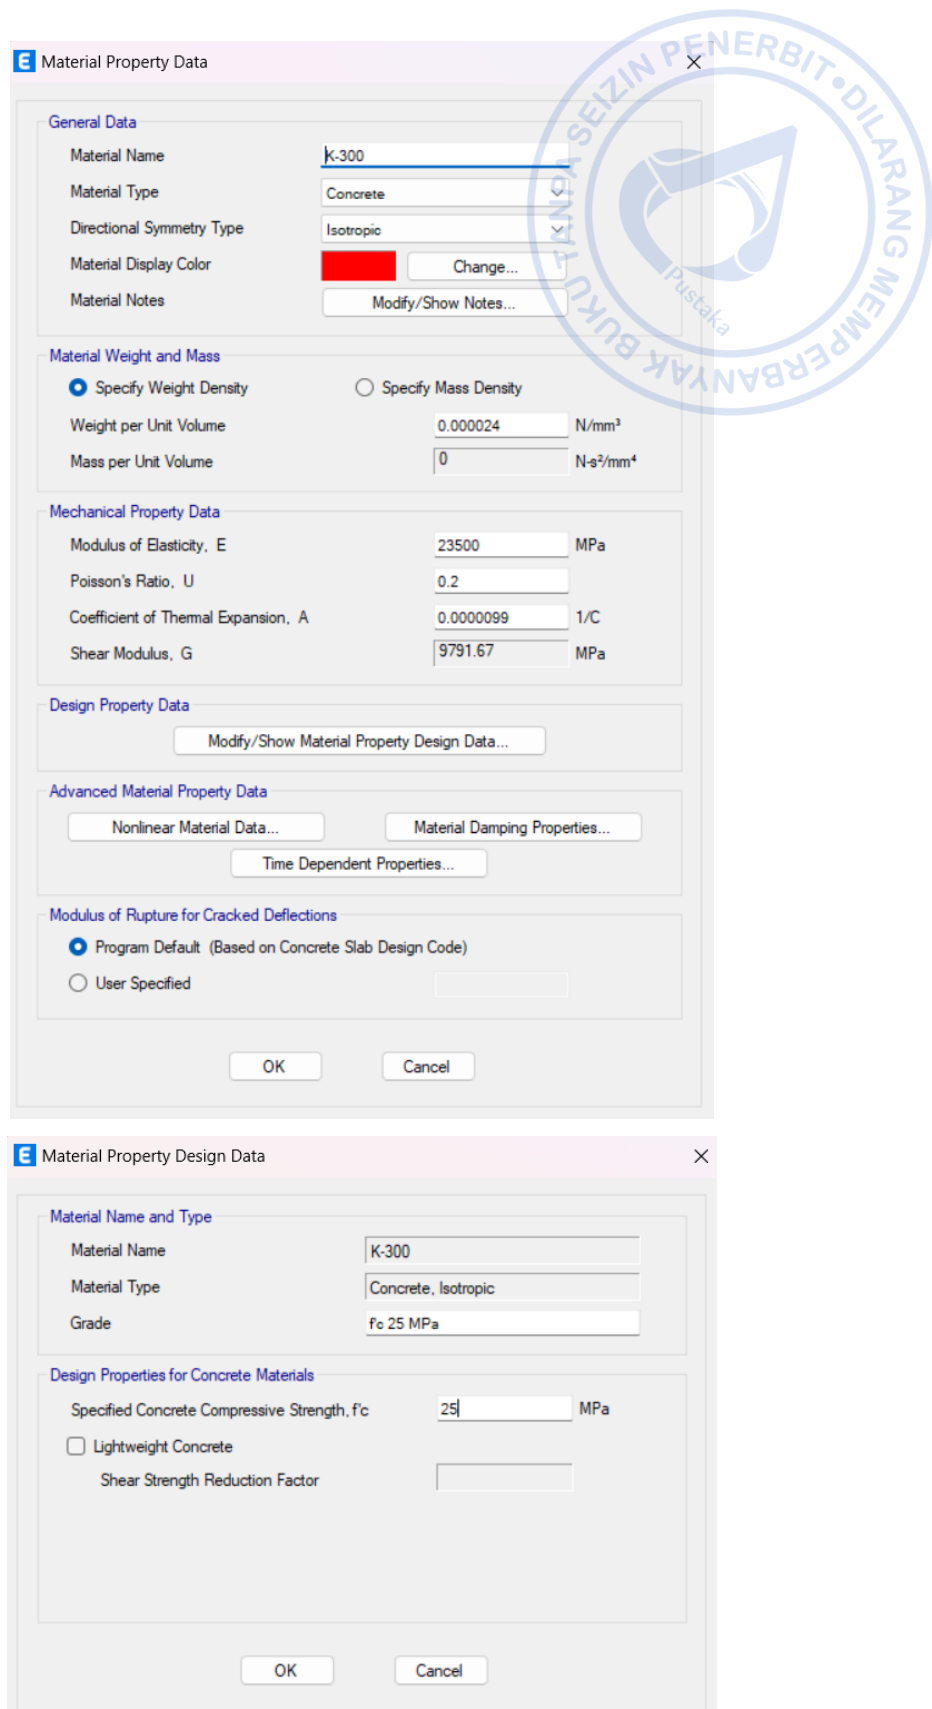 E Material Property Data
General Data
Material Name K-300
Material Type Concrete
Directional Symmetry Type Isotropic
Material Display Color Change...
Material Notes Modify/Show Notes...
Material Weight and Mass
Specify Weight Density Specify Mass Density
Weight per Unit Volume 0.000024 N/mm³
Mass per Unit Volume 0 N-s²/mm⁴
Mechanical Property Data
Modulus of Elasticity, E 23500 MPa
Poisson's Ratio, U 0.2
Coefficient of Thermal Expansion, A 0.0000099 1/C
Shear Modulus, G 9791.67 MPa
Design Property Data
Modify/Show Material Property Design Data...
Advanced Material Property Data
Nonlinear Material Data... Material Damping Properties...
Time Dependent Properties...
Modulus of Rupture for Cracked Deflections
Program Default (Based on Concrete Slab Design Code)
User Specified
OK Cancel
E Material Property Design Data
Material Name and Type
Material Name K-300
Material Type Concrete, Isotropic
Grade f'c 25 MPa
Design Properties for Concrete Materials
Specified Concrete Compressive Strength, f'c 25 MPa
Lightweight Concrete
Shear Strength Reduction Factor
OK Cancel
DILARANG MEMPERBANYAK BUKU TANPA SEIZIN PENERBIT
Pustaka